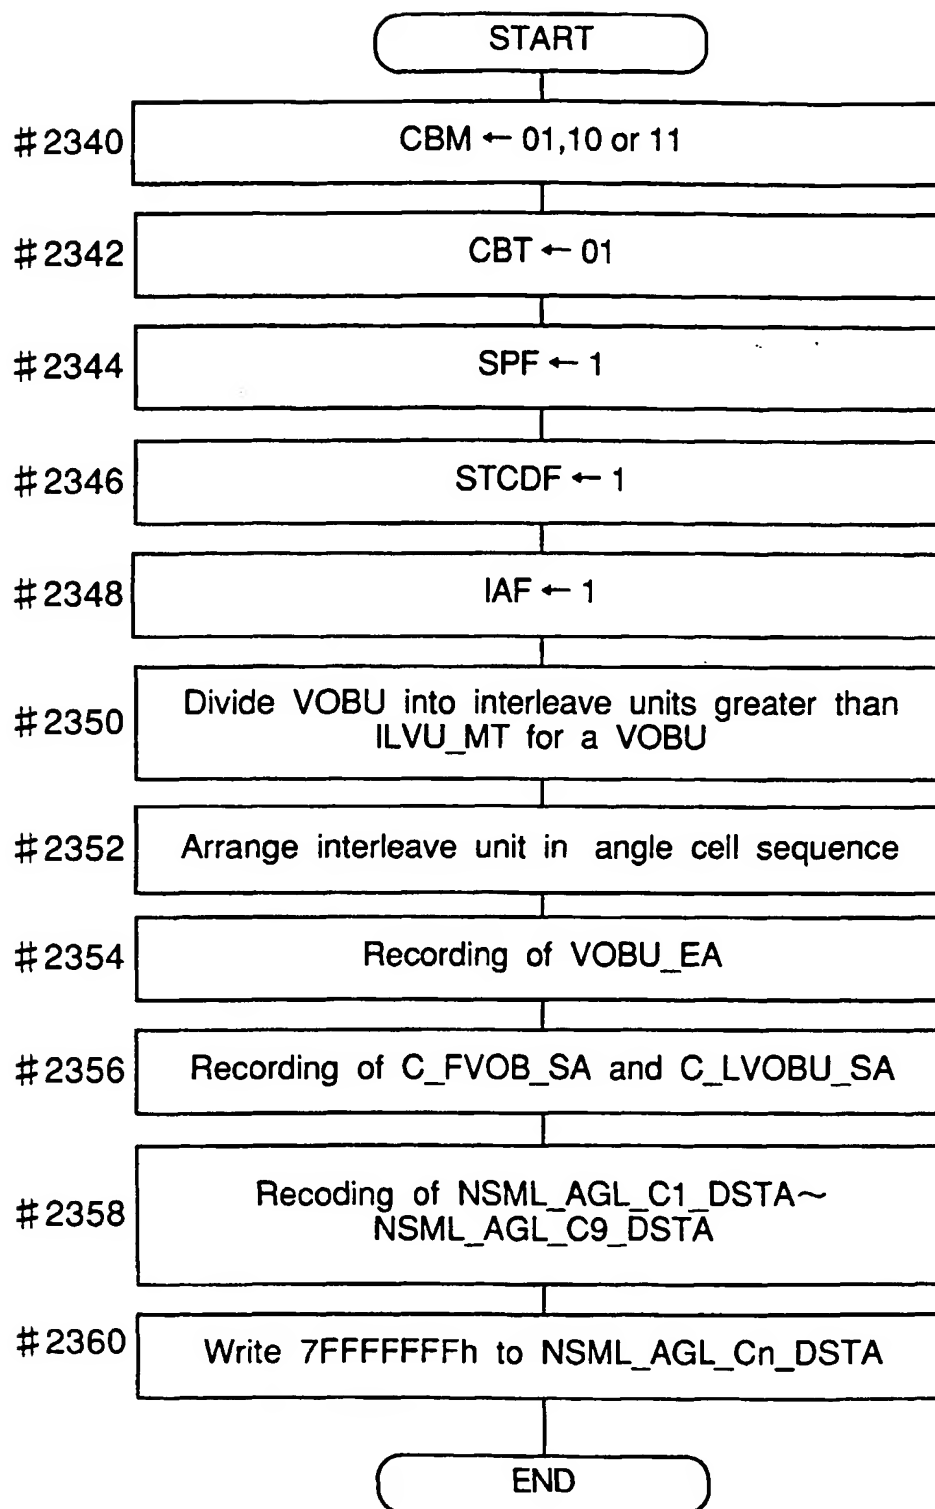 START
#2340
CBM ← 01,10 or 11
#2342
CBT ← 01
#2344
SPF ← 1
#2346
STCDF ← 1
#2348
IAF ← 1
#2350
Divide VOBU into interleave units greater than
ILVU_MT for a VOBU
#2352
Arrange interleave unit in angle cell sequence
#2354
Recording of VOBU_EA
#2356
Recording of C_FVOB_SA and C_LVOBU_SA
#2358
Recoding of NSML_AGL_C1_DSTA~
NSML_AGL_C9_DSTA
#2360
Write 7FFFFFFFh to NSML_AGL_Cn_DSTA
END